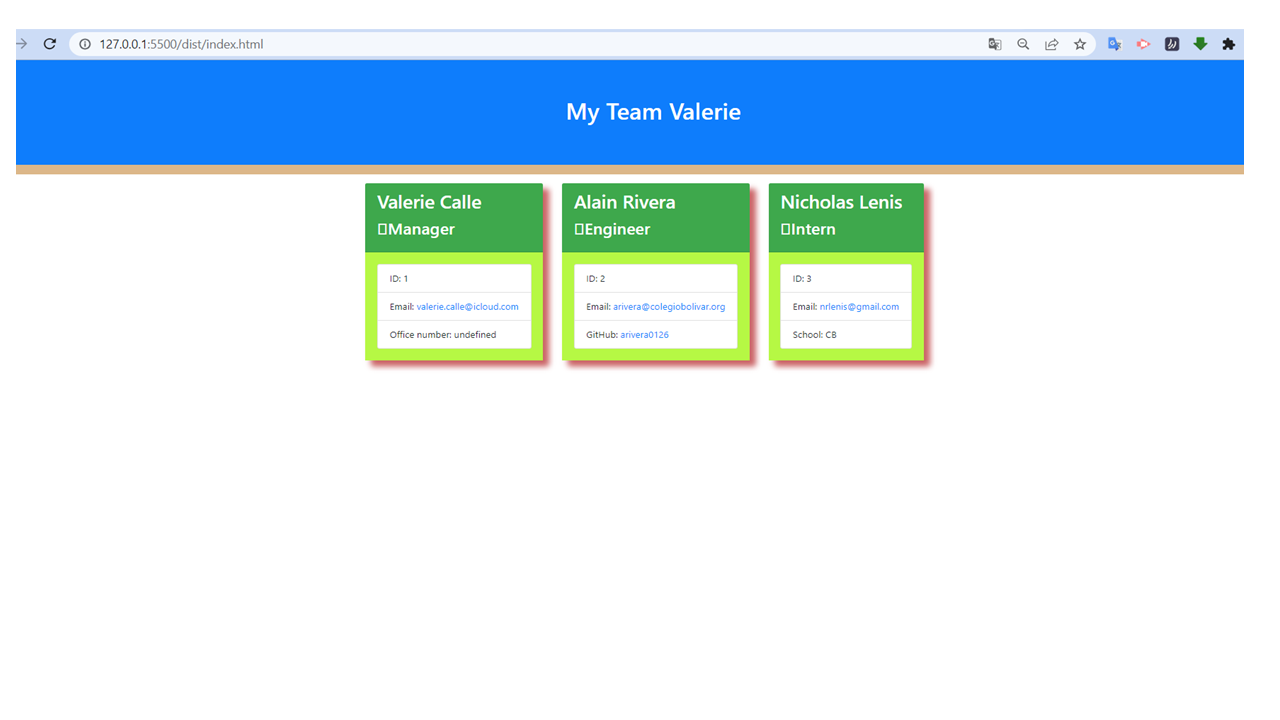 127.0.0.1:5500/dist/index.html
My Team Valerie
Valerie Calle
Manager
ID: 1
Email: valerie.calle@icloud.com
Office number: undefined
Alain Rivera
Engineer
ID: 2
Email: arivera@colegiobolivar.org
GitHub: arivera0126
Nicholas Lenis
Intern
ID: 3
Email: nrlenis@gmail.com
School: CB